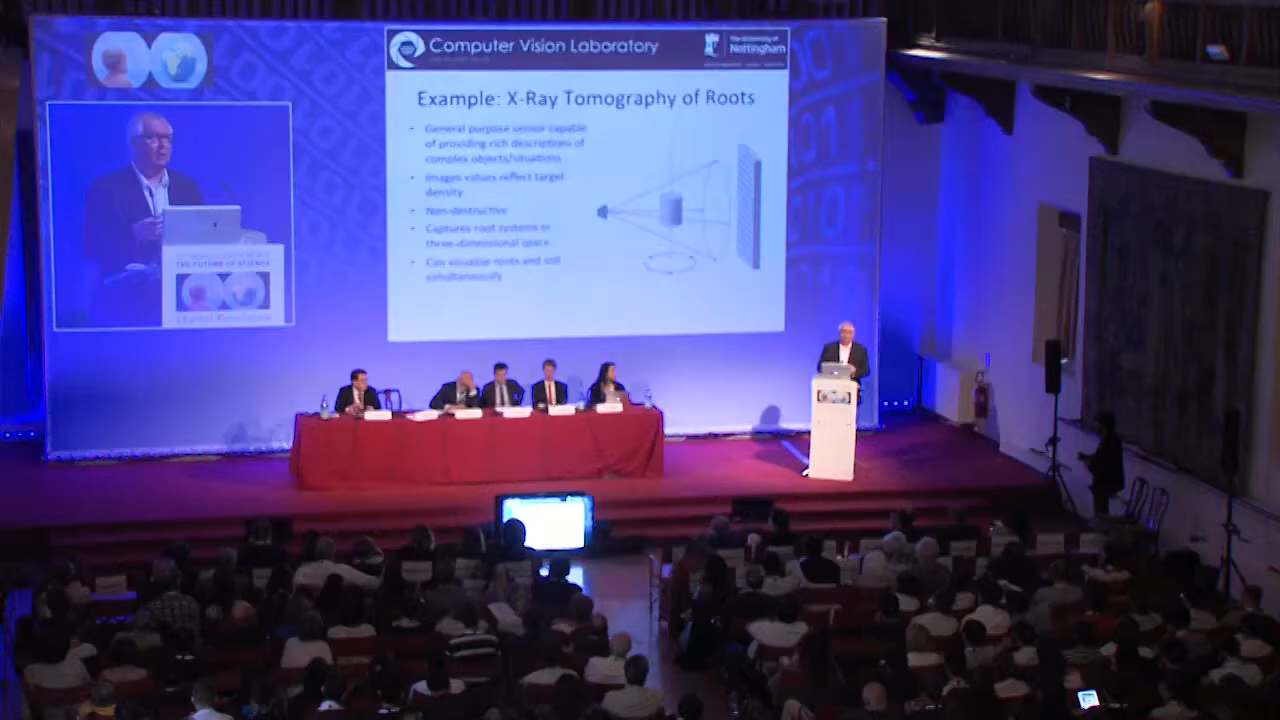 Computer Vision Laboratory
The University of
Nottingham
Example: X-Ray Tomography of Roots
- General purpose sensor capable
of providing rich descriptions of
complex objects/situations
- Images values reflect target
density
- Non-destructive
- Captures root systems in
three-dimensional space
- Can visualise roots and soil
simultaneously
THE FUTURE OF SCIENCE
Digital Revolution